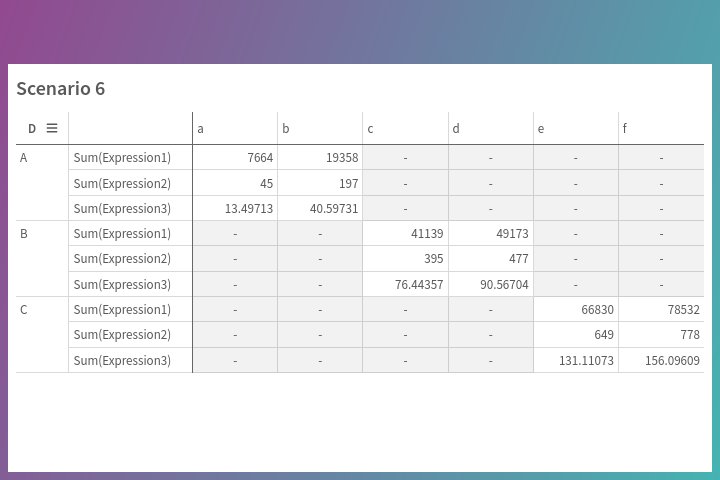 Scenario 6
D a b c d e f
A Sum(Expression1) 7664 19358 - - - -
Sum(Expression2) 45 197 - - - -
Sum(Expression3) 13.49713 40.59731 - - - -
B Sum(Expression1) - - 41139 49173 - -
Sum(Expression2) - - 395 477 - -
Sum(Expression3) - - 76.44357 90.56704 - -
C Sum(Expression1) - - - - 66830 78532
Sum(Expression2) - - - - 649 778
Sum(Expression3) - - - - 131.11073 156.09609